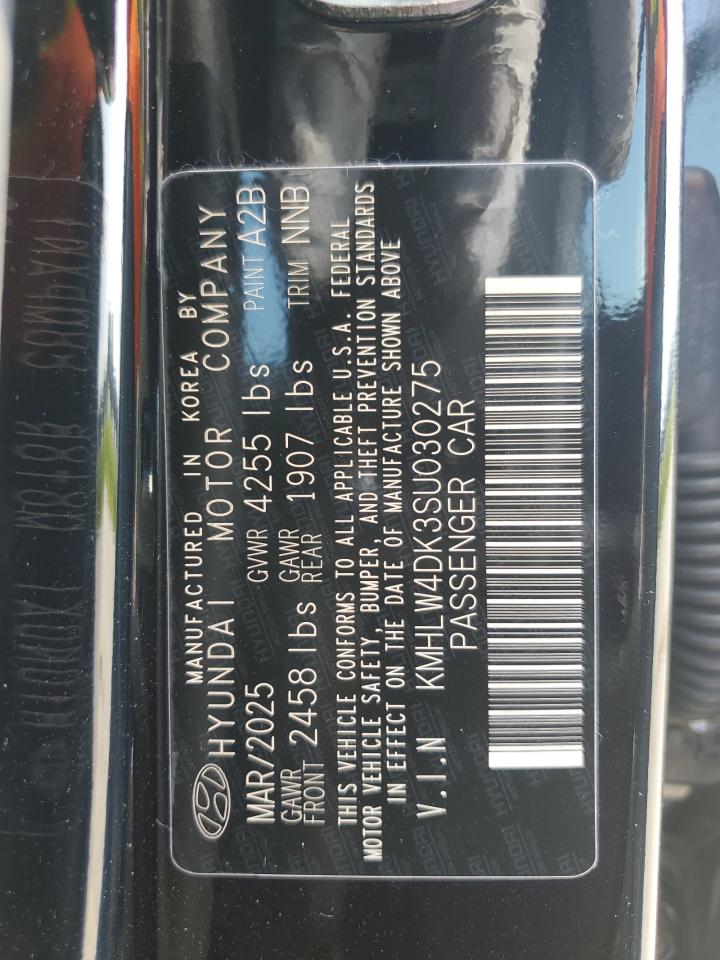 MANUFACTURED IN KOREA BY
HYUNDAI MOTOR COMPANY
MAR/2025 GVWR 4255 lbs PAINT A2B
GAWR FRONT 2458 lbs GAWR REAR 1907 lbs TRIM NNB
THIS VEHICLE CONFORMS TO ALL APPLICABLE U.S.A. FEDERAL
MOTOR VEHICLE SAFETY, BUMPER, AND THEFT PREVENTION STANDARDS
IN EFFECT ON THE DATE OF MANUFACTURE SHOWN ABOVE
V.I.N KMHLW4DK3SU030275
PASSENGER CAR